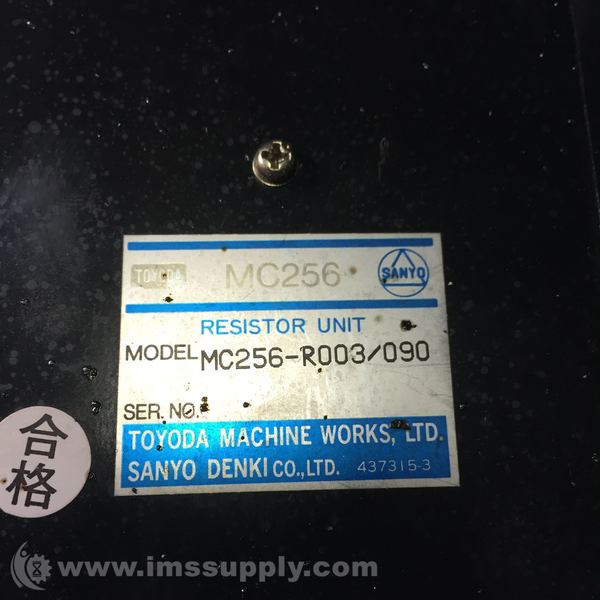 TOYODA MC256 SANYO
RESISTOR UNIT
MODEL MC256-R003/090
SER. NO.
TOYODA MACHINE WORKS, LTD.
SANYO DENKI CO., LTD. 437315-3
合格
www.imssupply.com